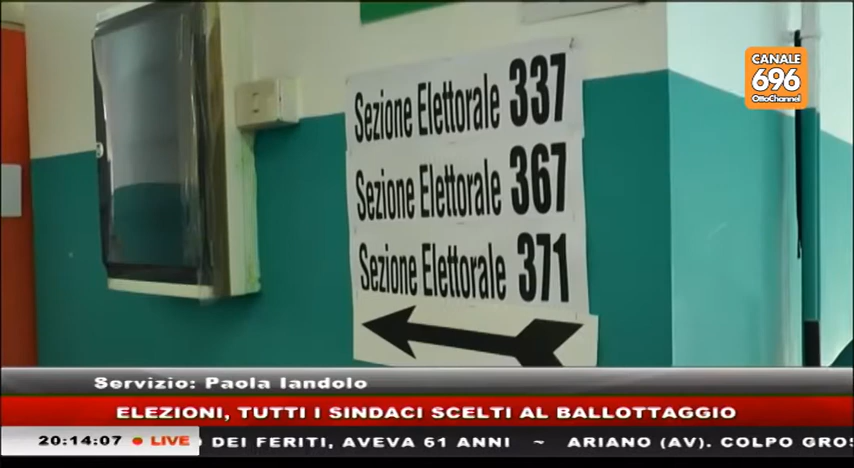 CANALE
696
OttoChannel
Sezione Elettorale 337
Sezione Elettorale 367
Sezione Elettorale 371
Servizio: Paola Iandolo
ELEZIONI, TUTTI I SINDACI SCELTI AL BALLOTTAGGIO
20:14:07 LIVE O DEI FERITI, AVEVA 61 ANNI ~ ARIANO (AV). COLPO GROS